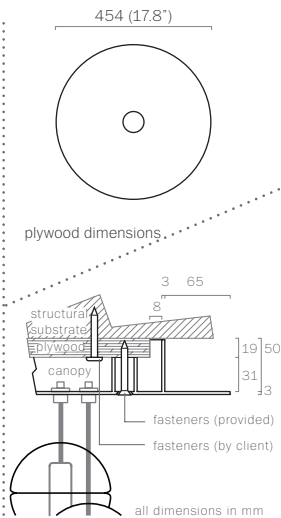 454 (17.8”)
plywood dimensions
3 65
8
structural
substrate
plywood
canopy
19 50
31
3
fasteners (provided)
fasteners (by client)
all dimensions in mm